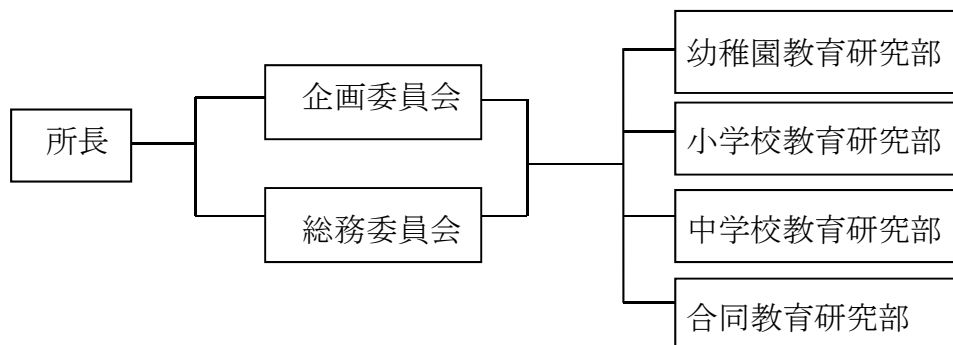 所長
企画委員会
総務委員会
幼稚園教育研究部
小学校教育研究部
中学校教育研究部
合同教育研究部